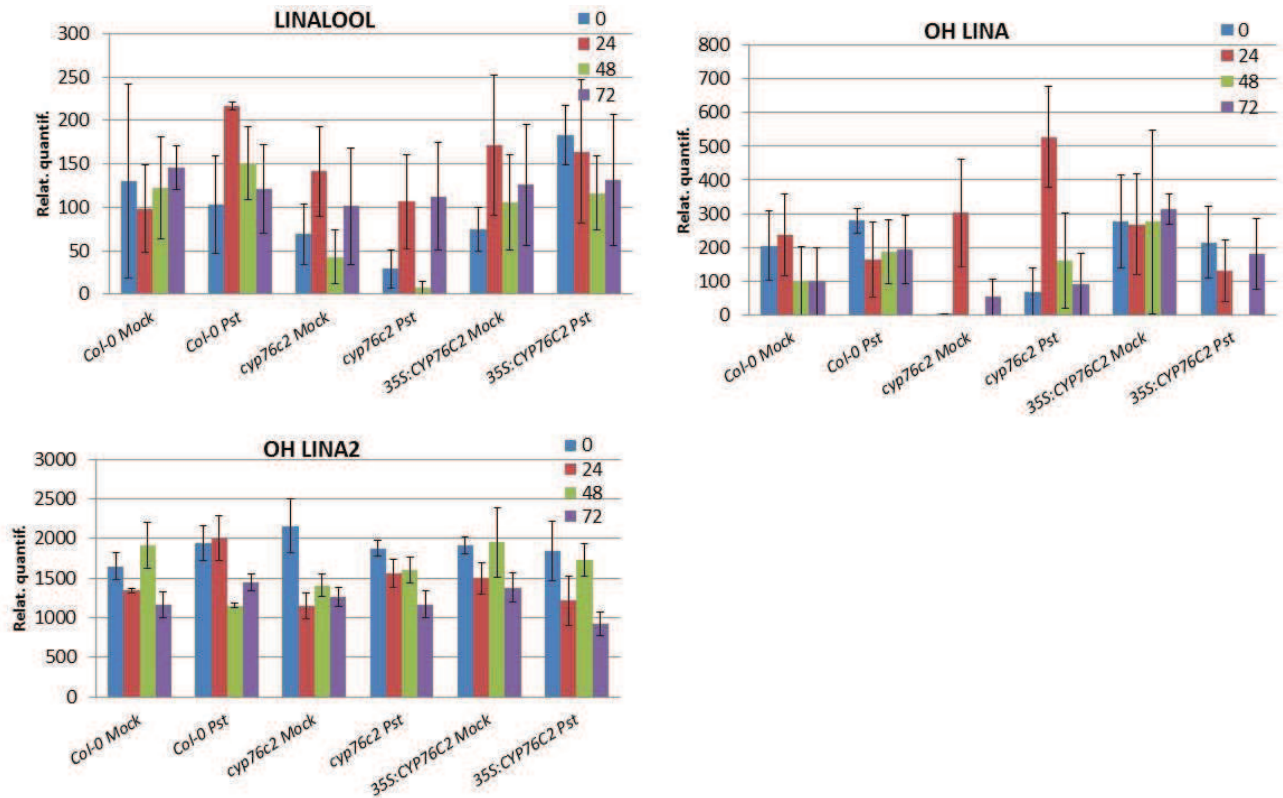 LINALOOL
0
24
48
72
300
250
200
150
100
50
0
Relat. quantif.
Col-0 Mock
Col-0 Pst
cyp76c2 Mock
cyp76c2 Pst
35S:CYP76C2 Mock
35S:CYP76C2 Pst
OH LINA
0
24
48
72
800
700
600
500
400
300
200
100
0
Relat. quantif.
Col-0 Mock
Col-0 Pst
cyp76c2 Mock
cyp76c2 Pst
35S:CYP76C2 Mock
35S:CYP76C2 Pst
OH LINA2
0
24
48
72
3000
2500
2000
1500
1000
500
0
Relat. quantif.
Col-0 Mock
Col-0 Pst
cyp76c2 Mock
cyp76c2 Pst
35S:CYP76C2 Mock
35S:CYP76C2 Pst